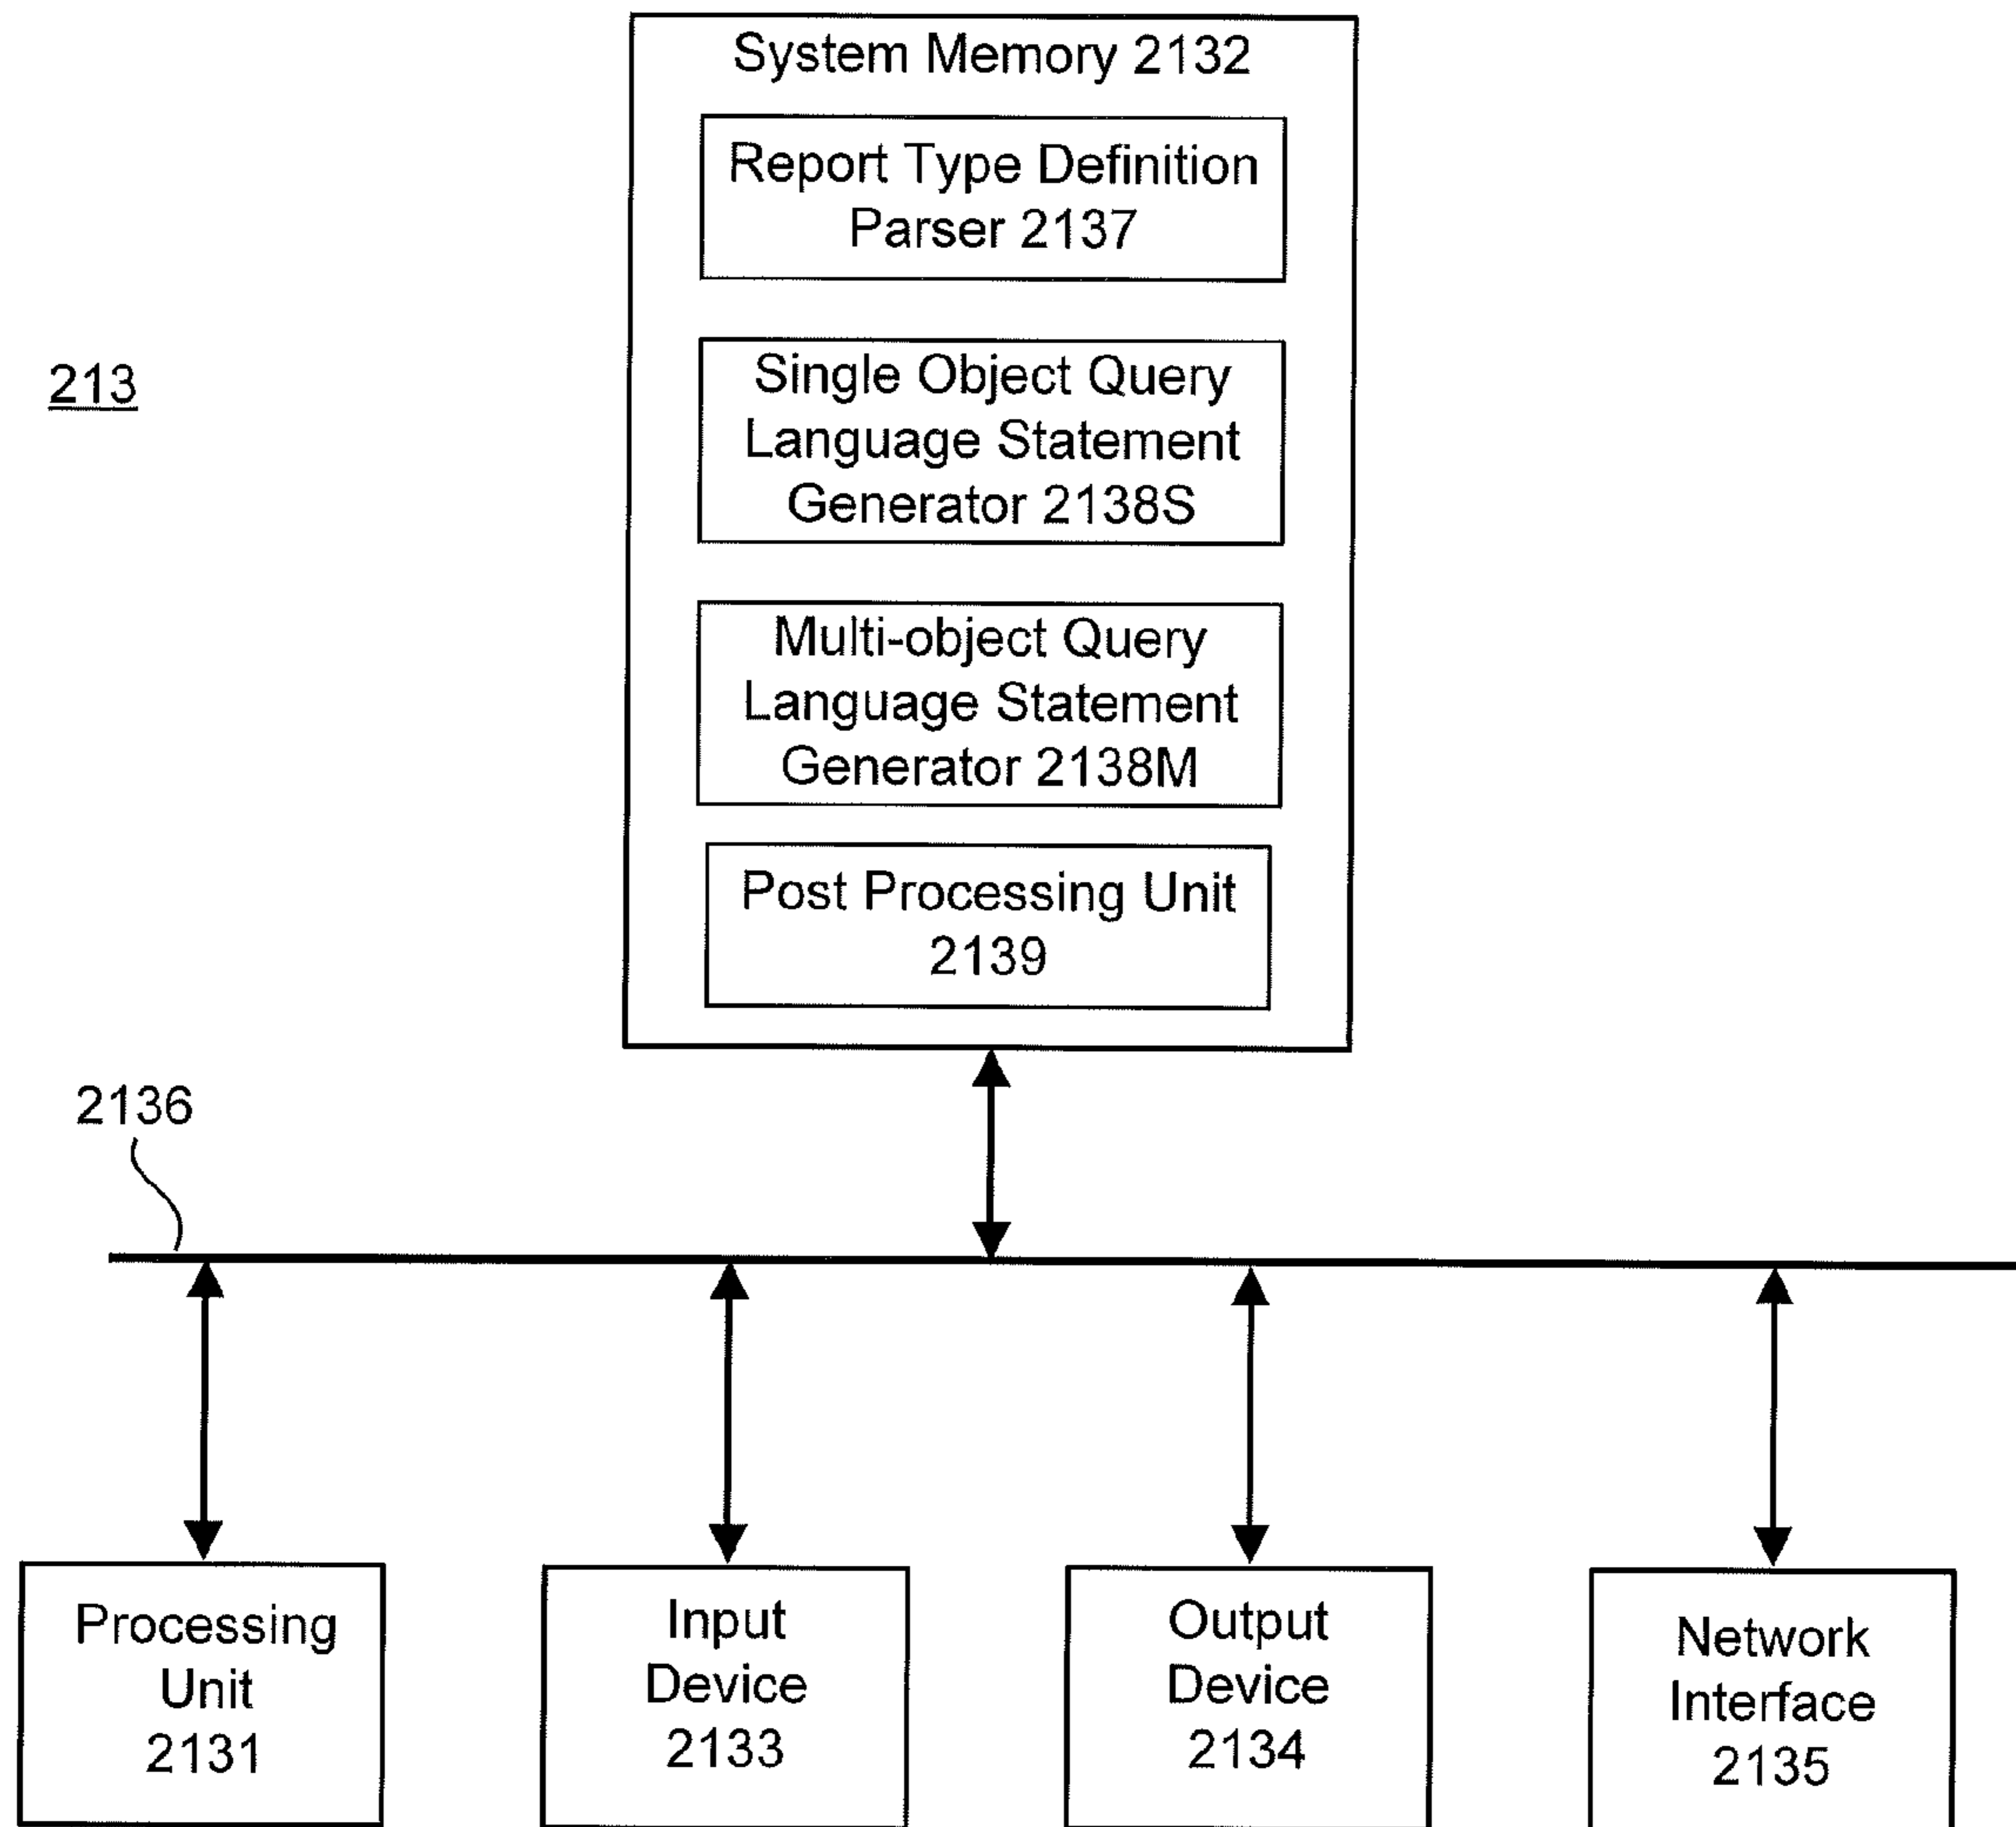 System Memory 2132
Report Type Definition
Parser 2137
213
Single Object Query
Language Statement
Generator 2138S
Multi-object Query
Language Statement
Generator 2138M
Post Processing Unit
2139
2136
Processing
Unit
2131
Input
Device
2133
Output
Device
2134
Network
Interface
2135